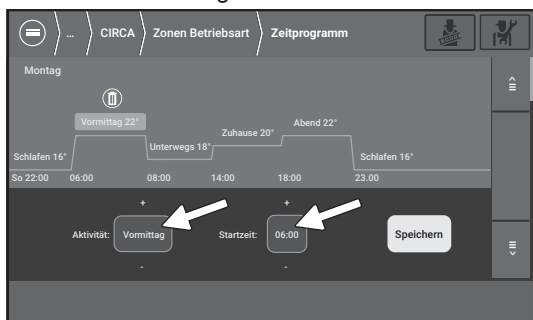 ... CIRCA Zonen Betriebsart Zeitprogramm
Montag
Vormittag 22°
Abend 22°
Zuhause 20°
Unterwegs 18°
Schlafen 16°
Schlafen 16°
So 22:00 06:00 08:00 14:00 18:00 23.00
+ +
Aktivität: Vormittag Startzeit: 06:00 Speichern
- -